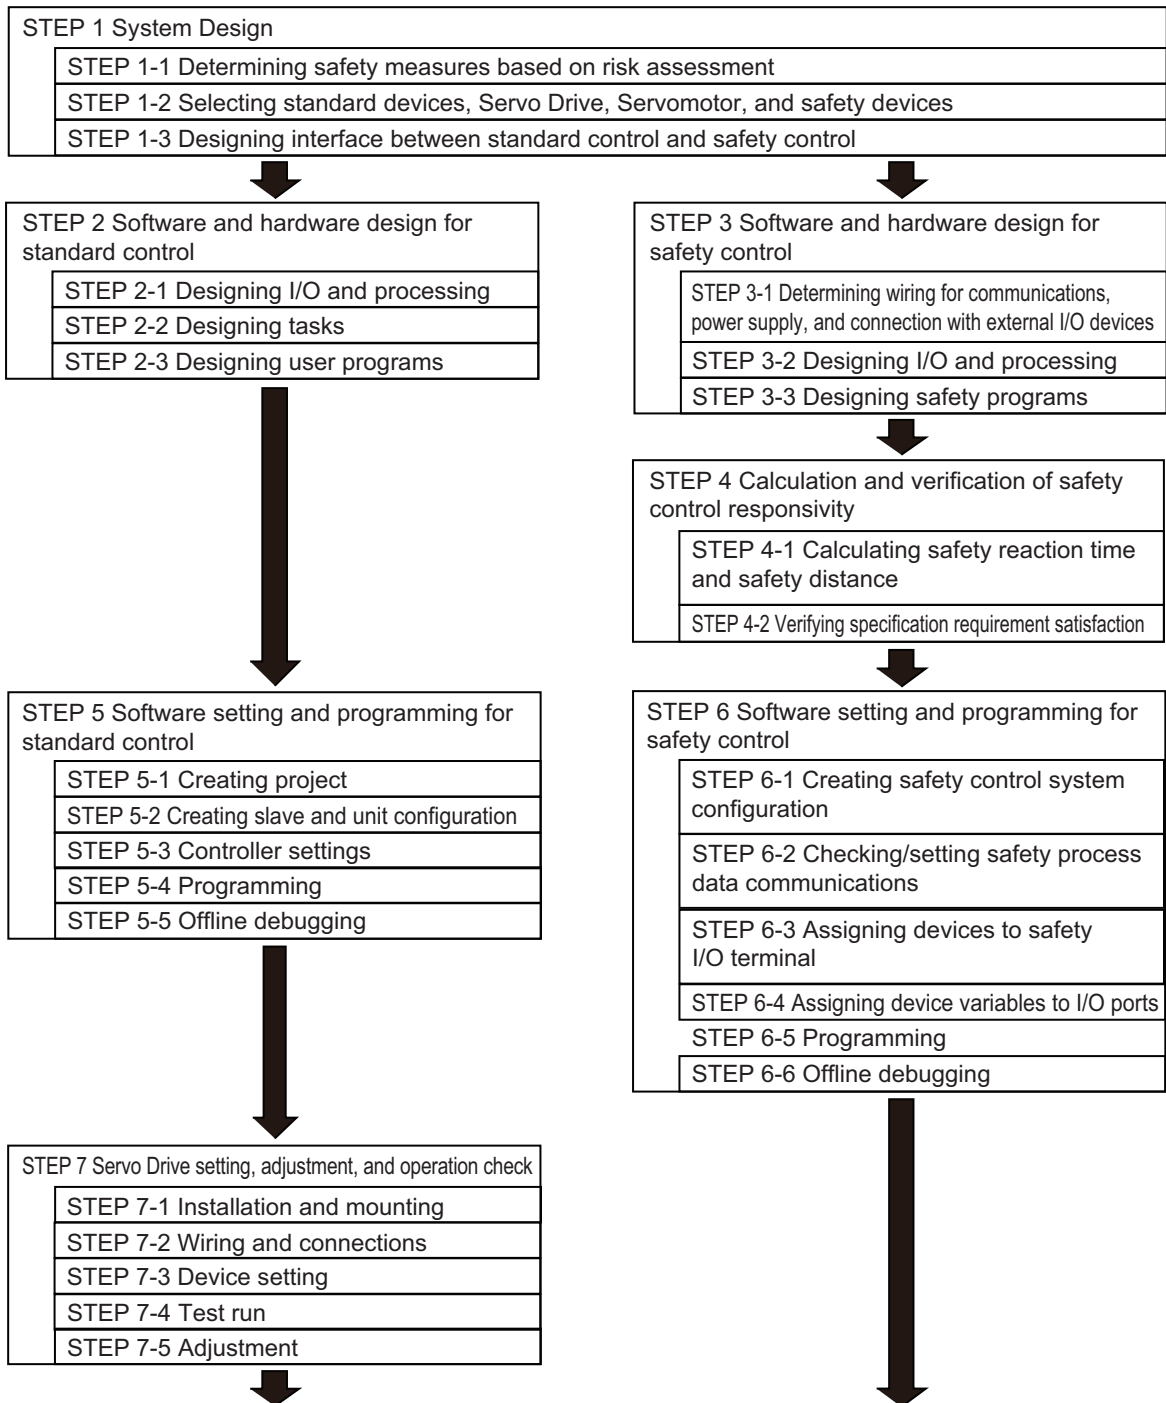 STEP 1 System Design
STEP 1-1 Determining safety measures based on risk assessment
STEP 1-2 Selecting standard devices, Servo Drive, Servomotor, and safety devices
STEP 1-3 Designing interface between standard control and safety control
STEP 2 Software and hardware design for
standard control
STEP 2-1 Designing I/O and processing
STEP 2-2 Designing tasks
STEP 2-3 Designing user programs
STEP 3 Software and hardware design for
safety control
STEP 3-1 Determining wiring for communications,
power supply, and connection with external I/O devices
STEP 3-2 Designing I/O and processing
STEP 3-3 Designing safety programs
STEP 4 Calculation and verification of safety
control responsivity
STEP 4-1 Calculating safety reaction time
and safety distance
STEP 4-2 Verifying specification requirement satisfaction
STEP 5 Software setting and programming for
standard control
STEP 5-1 Creating project
STEP 5-2 Creating slave and unit configuration
STEP 5-3 Controller settings
STEP 5-4 Programming
STEP 5-5 Offline debugging
STEP 6 Software setting and programming for
safety control
STEP 6-1 Creating safety control system
configuration
STEP 6-2 Checking/setting safety process
data communications
STEP 6-3 Assigning devices to safety
I/O terminal
STEP 6-4 Assigning device variables to I/O ports
STEP 6-5 Programming
STEP 6-6 Offline debugging
STEP 7 Servo Drive setting, adjustment, and operation check
STEP 7-1 Installation and mounting
STEP 7-2 Wiring and connections
STEP 7-3 Device setting
STEP 7-4 Test run
STEP 7-5 Adjustment